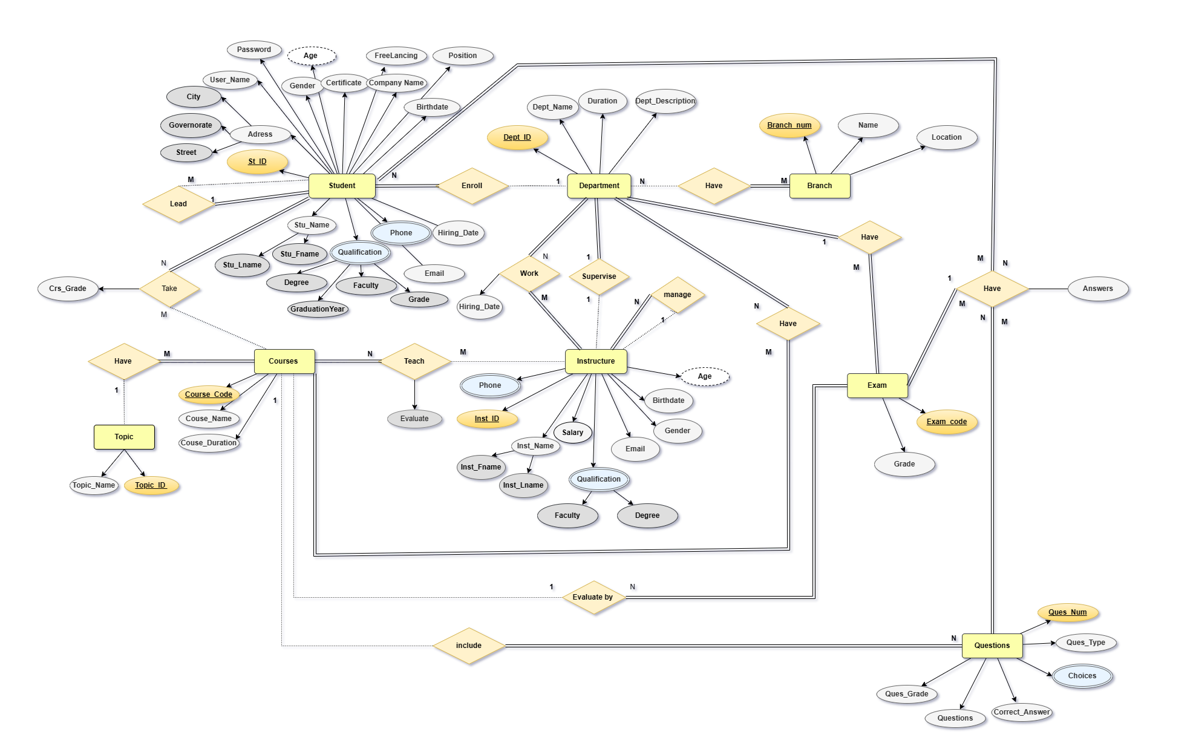 Password
Age
FreeLancing
Position
User_Name
Gender
Certificate
Company Name
City
Birthdate
Governorate
Adress
Street
St_ID
Dept_Name
Duration
Dept_Description
Dept_ID
Branch_num
Name
Location
M
Student
N
Enroll
1
Department
N
Have
M
Branch
Lead
1
Stu_Name
Phone
Hiring_Date
Stu_Fname
Stu_Lname
Qualification
Email
Degree
Faculty
Grade
GraduationYear
N
Take
M
Crs_Grade
N
Work
M
Hiring_Date
1
Supervise
1
N
manage
1
1
Have
M
N
Have
M
M
N
1
Have
M
N
M
Answers
Have
M
1
Courses
N
Teach
M
Instructure
Evaluate
Course_Code
Couse_Name
Couse_Duration
1
Topic
Topic_Name
Topic_ID
Phone
Age
Inst_ID
Birthdate
Salary
Gender
Inst_Name
Email
Inst_Fname
Inst_Lname
Qualification
Faculty
Degree
Exam
Exam_code
Grade
1
Evaluate by
N
include
N
Questions
Ques_Num
Ques_Type
Choices
Ques_Grade
Questions
Correct_Answer